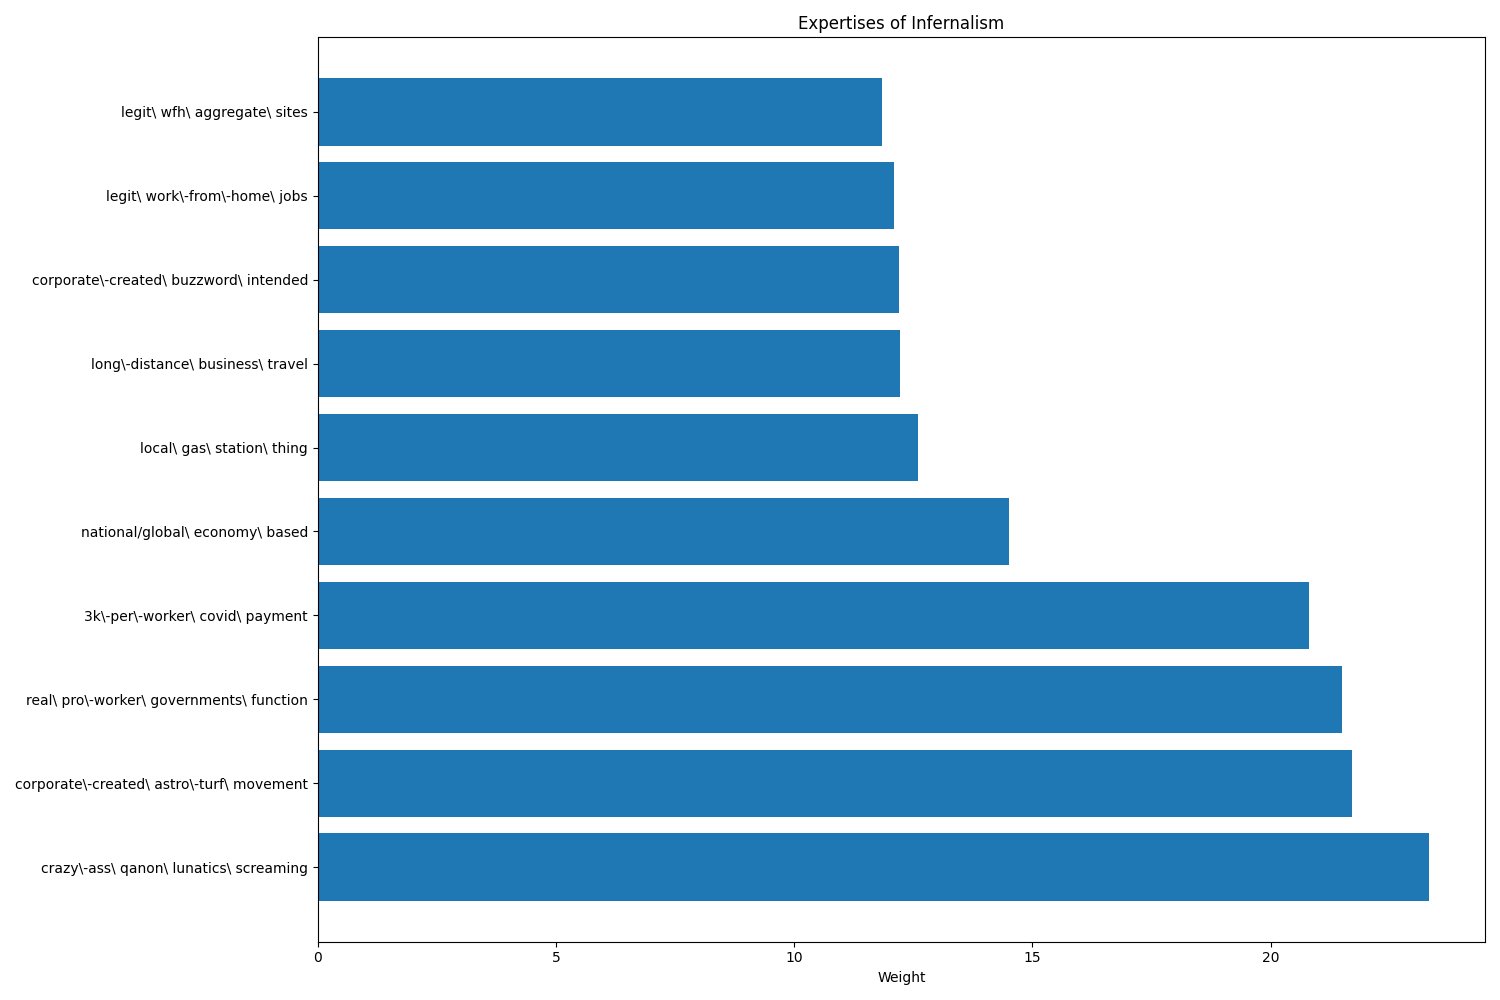 Expertises of Infernalism
legit\ wfh\ aggregate\ sites
legit\ work\-from\-home\ jobs
corporate\-created\ buzzword\ intended
long\-distance\ business\ travel
local\ gas\ station\ thing
national/global\ economy\ based
3k\-per\-worker\ covid\ payment
real\ pro\-worker\ governments\ function
corporate\-created\ astro\-turf\ movement
crazy\-ass\ qanon\ lunatics\ screaming
0 5 10 15 20
Weight